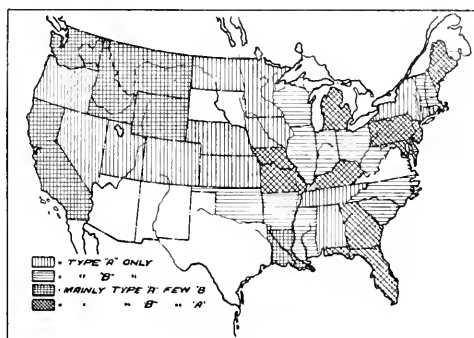 = TYPE "A" ONLY
= " "B" "
= MAINLY TYPE "A" FEW "B"
= " " "B" " "A"